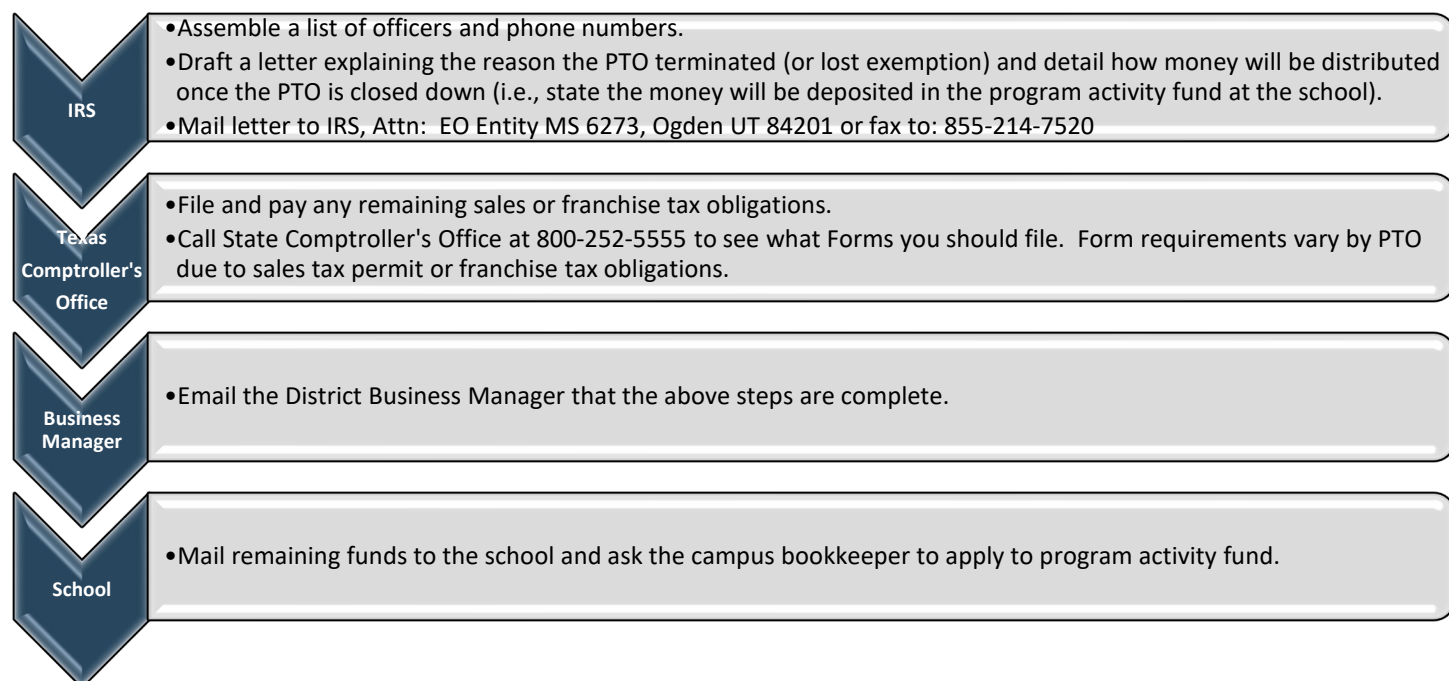 IRS
•Assemble a list of officers and phone numbers.
•Draft a letter explaining the reason the PTO terminated (or lost exemption) and detail how money will be distributed
once the PTO is closed down (i.e., state the money will be deposited in the program activity fund at the school).
•Mail letter to IRS, Attn:  EO Entity MS 6273, Ogden UT 84201 or fax to: 855-214-7520
Texas
Comptroller's
Office
•File and pay any remaining sales or franchise tax obligations.
•Call State Comptroller's Office at 800-252-5555 to see what Forms you should file.  Form requirements vary by PTO
due to sales tax permit or franchise tax obligations.
Business
Manager
•Email the District Business Manager that the above steps are complete.
School
•Mail remaining funds to the school and ask the campus bookkeeper to apply to program activity fund.